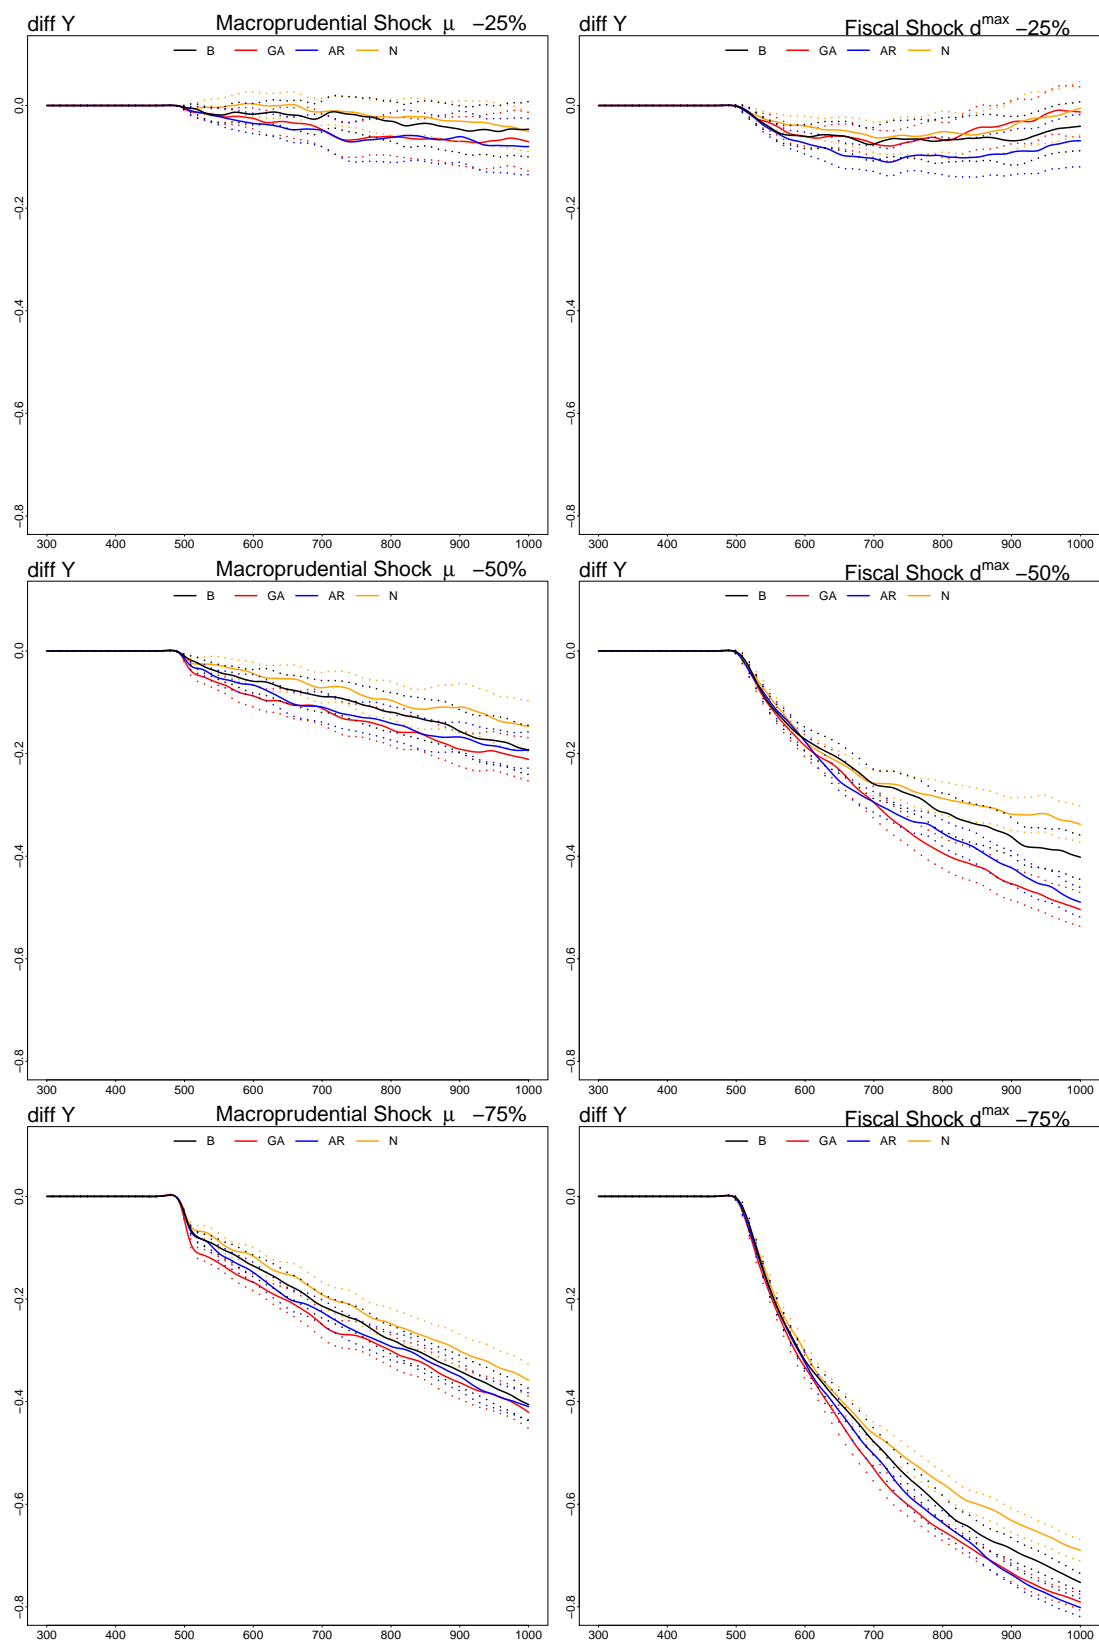 diff Y Macroprudential Shock μ −25%
B GA AR N
0.0
−0.2
−0.4
−0.6
−0.8
300 400 500 600 700 800 900 1000
diff Y Fiscal Shock d^max −25%
B GA AR N
0.0
−0.2
−0.4
−0.6
−0.8
300 400 500 600 700 800 900 1000
diff Y Macroprudential Shock μ −50%
B GA AR N
0.0
−0.2
−0.4
−0.6
−0.8
300 400 500 600 700 800 900 1000
diff Y Fiscal Shock d^max −50%
B GA AR N
0.0
−0.2
−0.4
−0.6
−0.8
300 400 500 600 700 800 900 1000
diff Y Macroprudential Shock μ −75%
B GA AR N
0.0
−0.2
−0.4
−0.6
−0.8
300 400 500 600 700 800 900 1000
diff Y Fiscal Shock d^max −75%
B GA AR N
0.0
−0.2
−0.4
−0.6
−0.8
300 400 500 600 700 800 900 1000